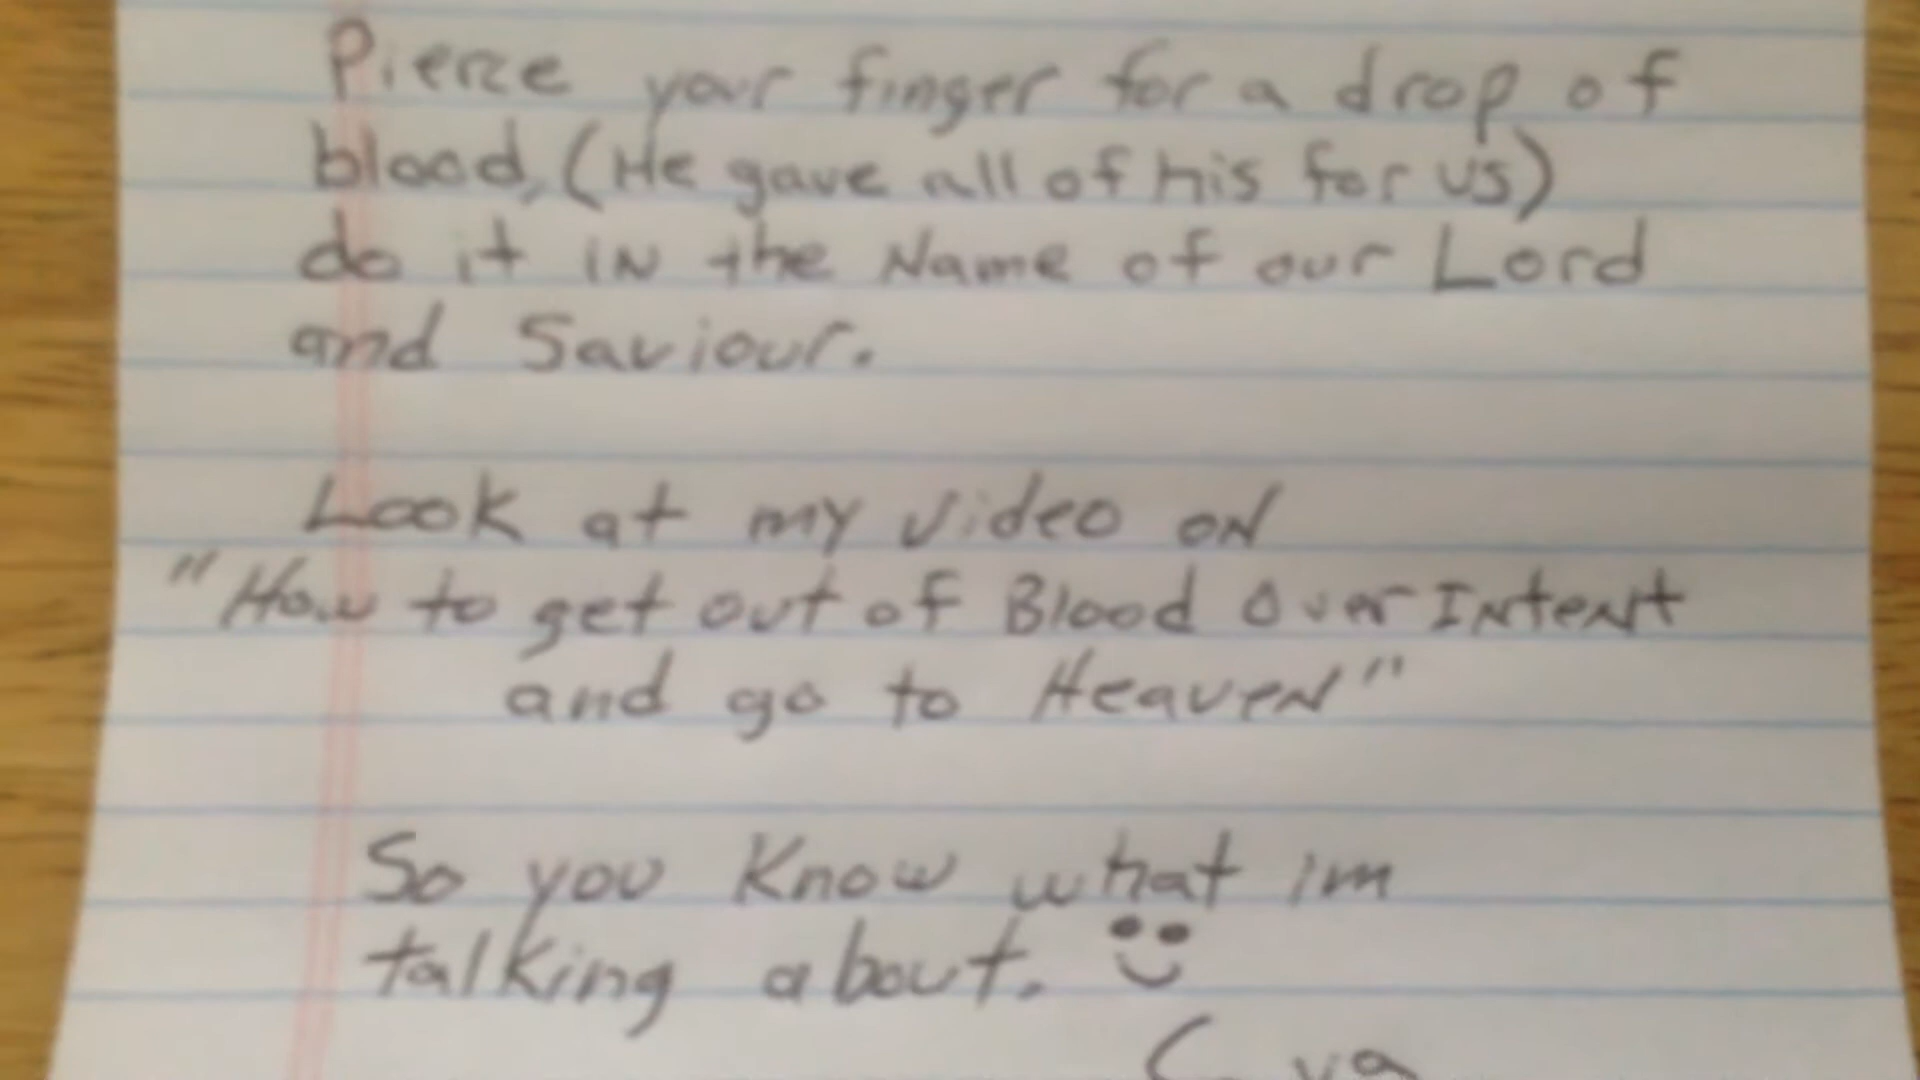 Pierce your finger for a drop of
blood, (He gave all of his for us)
do it in the Name of our Lord
and Saviour.
Look at my video on
"How to get out of Blood Over Intent
and go to Heaven"
So you Know what im
talking about.